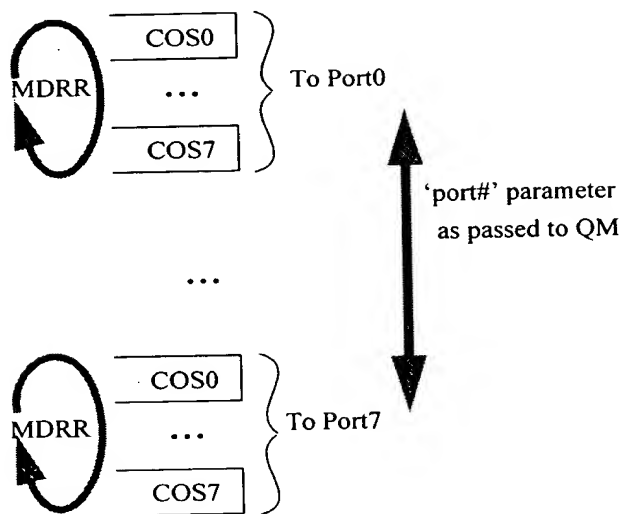 COS0
MDRR
...
To Port0
COS7
'port#' parameter
as passed to QM
...
COS0
MDRR
...
To Port7
COS7